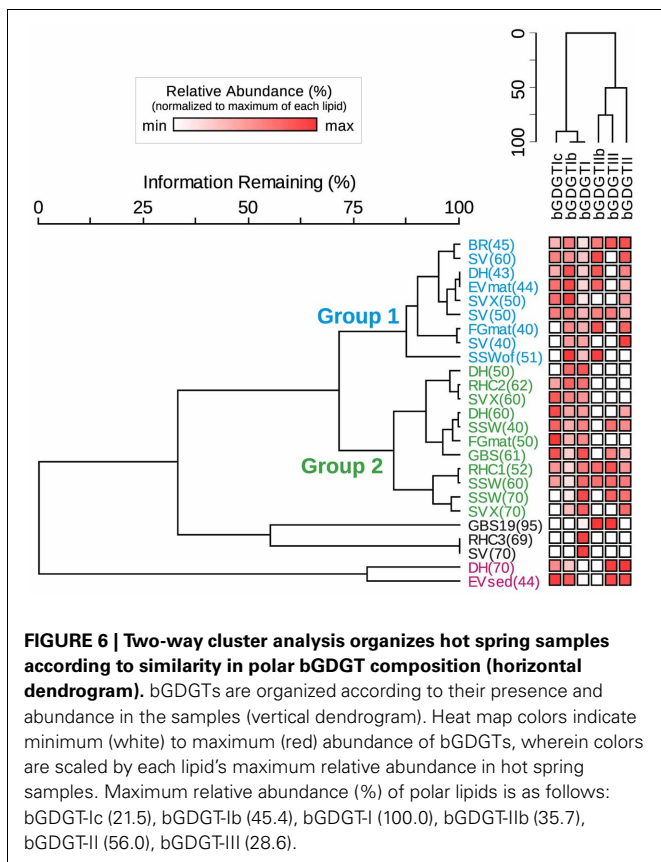 Relative Abundance (%)
(normalized to maximum of each lipid)
min max
0
50
100
bGDGTIc
bGDGTIb
bGDGTI
bGDGTIIb
bGDGTIII
bGDGTII
Information Remaining (%)
0 25 50 75 100
BR(45)
SV(60)
DH(43)
EVmat(44)
SVX(50)
SV(50)
Group 1
FGmat(40)
SV(40)
SSWof(51)
DH(50)
RHC2(62)
SVX(60)
DH(60)
SSW(40)
FGmat(50)
GBS(61)
Group 2
RHC1(52)
SSW(60)
SSW(70)
SVX(70)
GBS19(95)
RHC3(69)
SV(70)
DH(70)
EVsed(44)
FIGURE 6 | Two-way cluster analysis organizes hot spring samples
according to similarity in polar bGDGT composition (horizontal
dendrogram). bGDGTs are organized according to their presence and
abundance in the samples (vertical dendrogram). Heat map colors indicate
minimum (white) to maximum (red) abundance of bGDGTs, wherein colors
are scaled by each lipid's maximum relative abundance in hot spring
samples. Maximum relative abundance (%) of polar lipids is as follows:
bGDGT-Ic (21.5), bGDGT-Ib (45.4), bGDGT-I (100.0), bGDGT-IIb (35.7),
bGDGT-II (56.0), bGDGT-III (28.6).